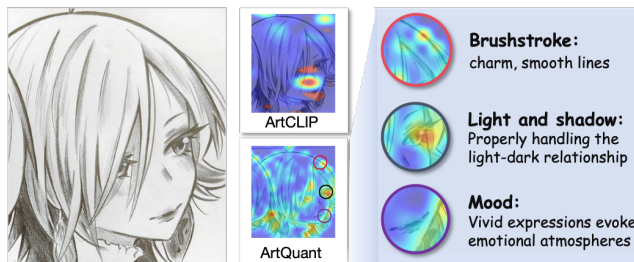 ArtCLIP
ArtQuant
Brushstroke:
charm, smooth lines
Light and shadow:
Properly handling the
light-dark relationship
Mood:
Vivid expressions evoke
emotional atmospheres